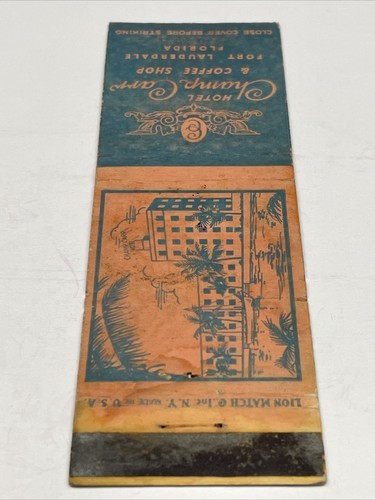 HOTEL
Champ Carr
& COFFEE SHOP
FORT LAUDERDALE
FLORIDA
CLOSE COVER BEFORE STRIKING
LION MATCH Co. Inc. N.Y. MADE IN U.S.A.